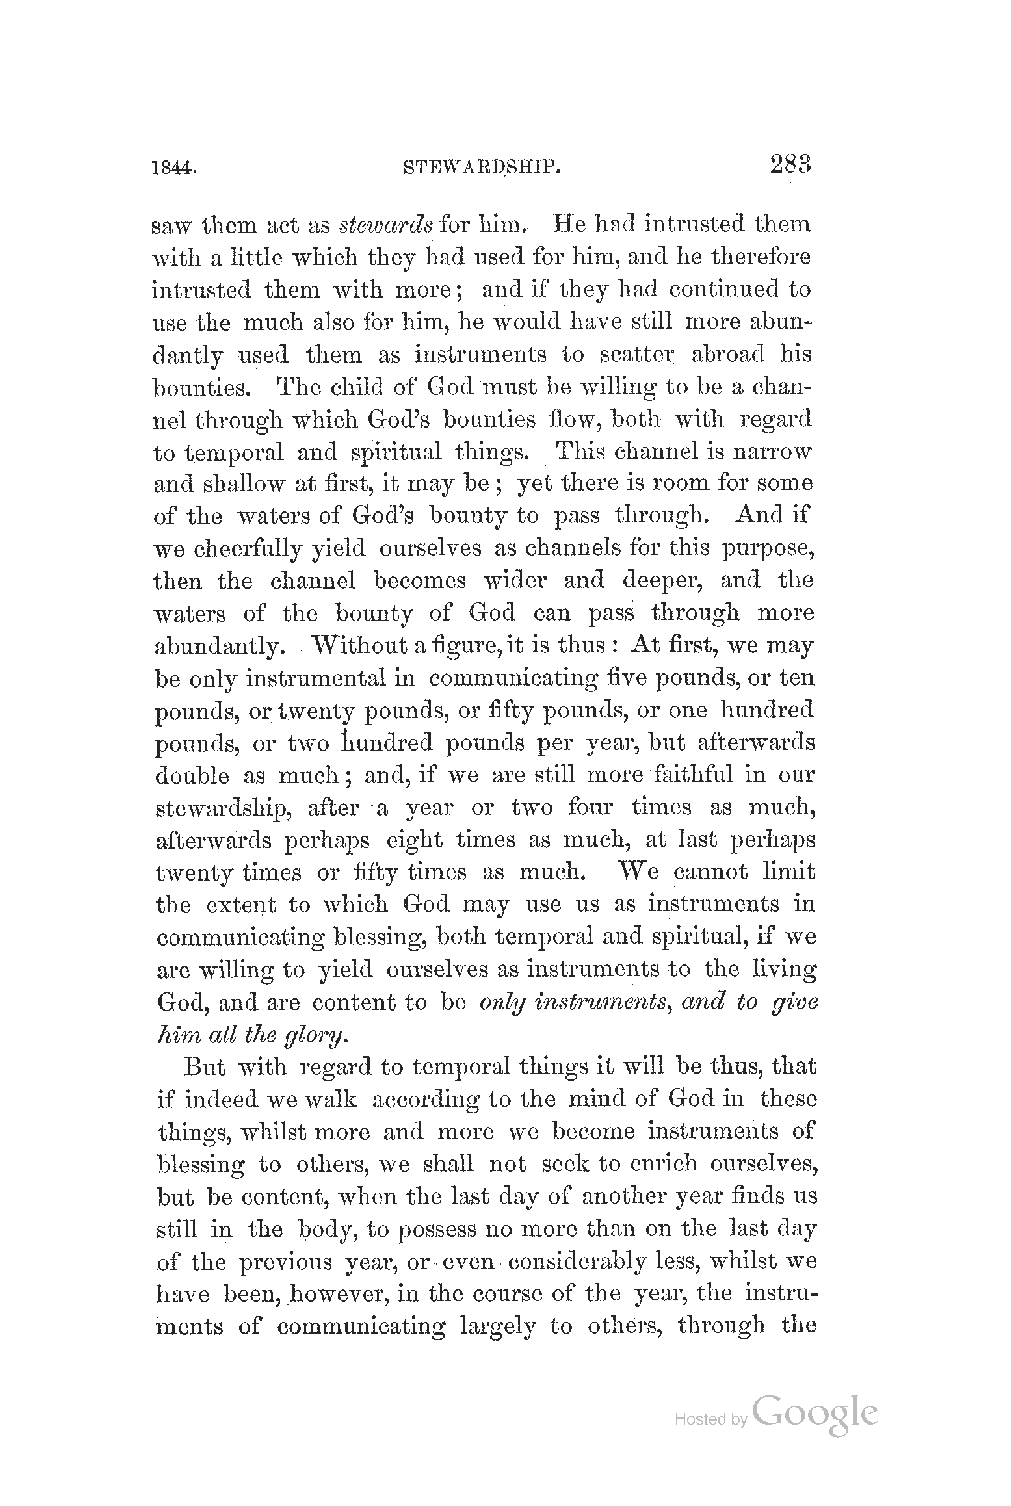 1844. STEWARDSHIP. 283
saw them act as stewards for him. He had intrusted them
with a little which they had used for him, and he therefore
intrusted them with more; and if they had continued to
use the much also for him, he would have still more abun-
dantly used them as instruments to scatter abroad his
bounties. The child of God must be willing to be a chan-
nel through which God's bounties flow, both with regard
to temporal and spiritual things. This channel is narrow
and shallow at first, it may be; yet there is room for some
of the waters of God's bounty to pass through. And if
we cheerfully yield ourselves as channels for this purpose,
then the channel becomes wider and deeper, and the
waters of the bounty of God can pass through more
abundantly. Without a figure, it is thus: At first, we may
be only instrumental in communicating five pounds, or ten
pounds, or twenty pounds, or fifty pounds, or one hundred
pounds, or two hundred pounds per year, but afterwards
double as much; and, if we are still more faithful in our
stewardship, after a year or two four times as much,
afterwards perhaps eight times as much, at last perhaps
twenty times or fifty times as much. We cannot limit
the extent to which God may use us as instruments in
communicating blessing, both temporal and spiritual, if we
are willing to yield ourselves as instruments to the living
God, and are content to be only instruments, and to give
him all the glory.
But with regard to temporal things it will be thus, that
if indeed we walk according to the mind of God in these
things, whilst more and more we become instruments of
blessing to others, we shall not seek to enrich ourselves,
but be content, when the last day of another year finds us
still in the body, to possess no more than on the last day
of the previous year, or even considerably less, whilst we
have been, however, in the course of the year, the instru-
ments of communicating largely to others, through the
Hosted by Google